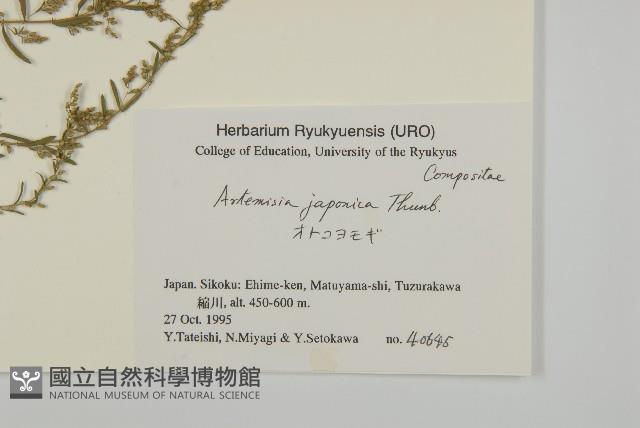 Herbarium Ryukyuensis (URO)
College of Education, University of the Ryukyus
Compositae
Artemisia japonica Thunb.
オトコヨモギ
Japan. Sikoku: Ehime-ken, Matuyama-shi, Tuzurakawa
川, alt. 450-600 m.
27 Oct. 1995
Y.Tateishi, N.Miyagi & Y.Setokawa no. 40645
國立自然科學博物館
NATIONAL MUSEUM OF NATURAL SCIENCE